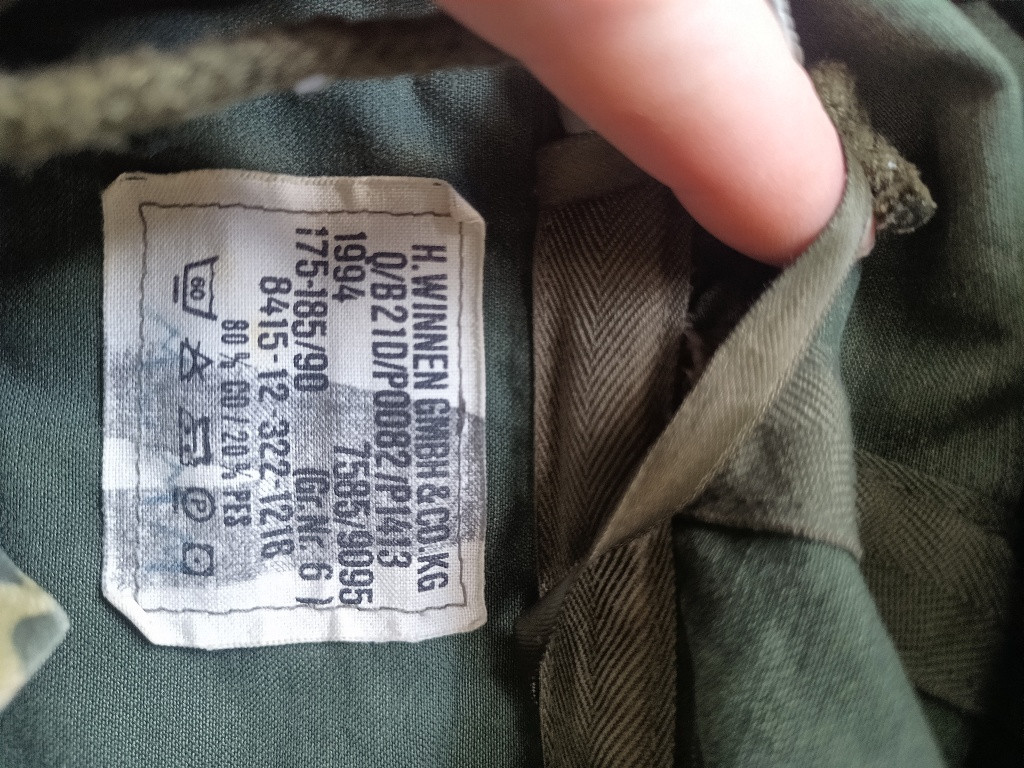 H. WINNEN GMBH & CO. KG
Q/B21D/P0082/P1413
1994 7585/9095
175-185/90 (Gr. Nr. 6)
8415-12-322-1218
80 % CO/20 % PES
60 P